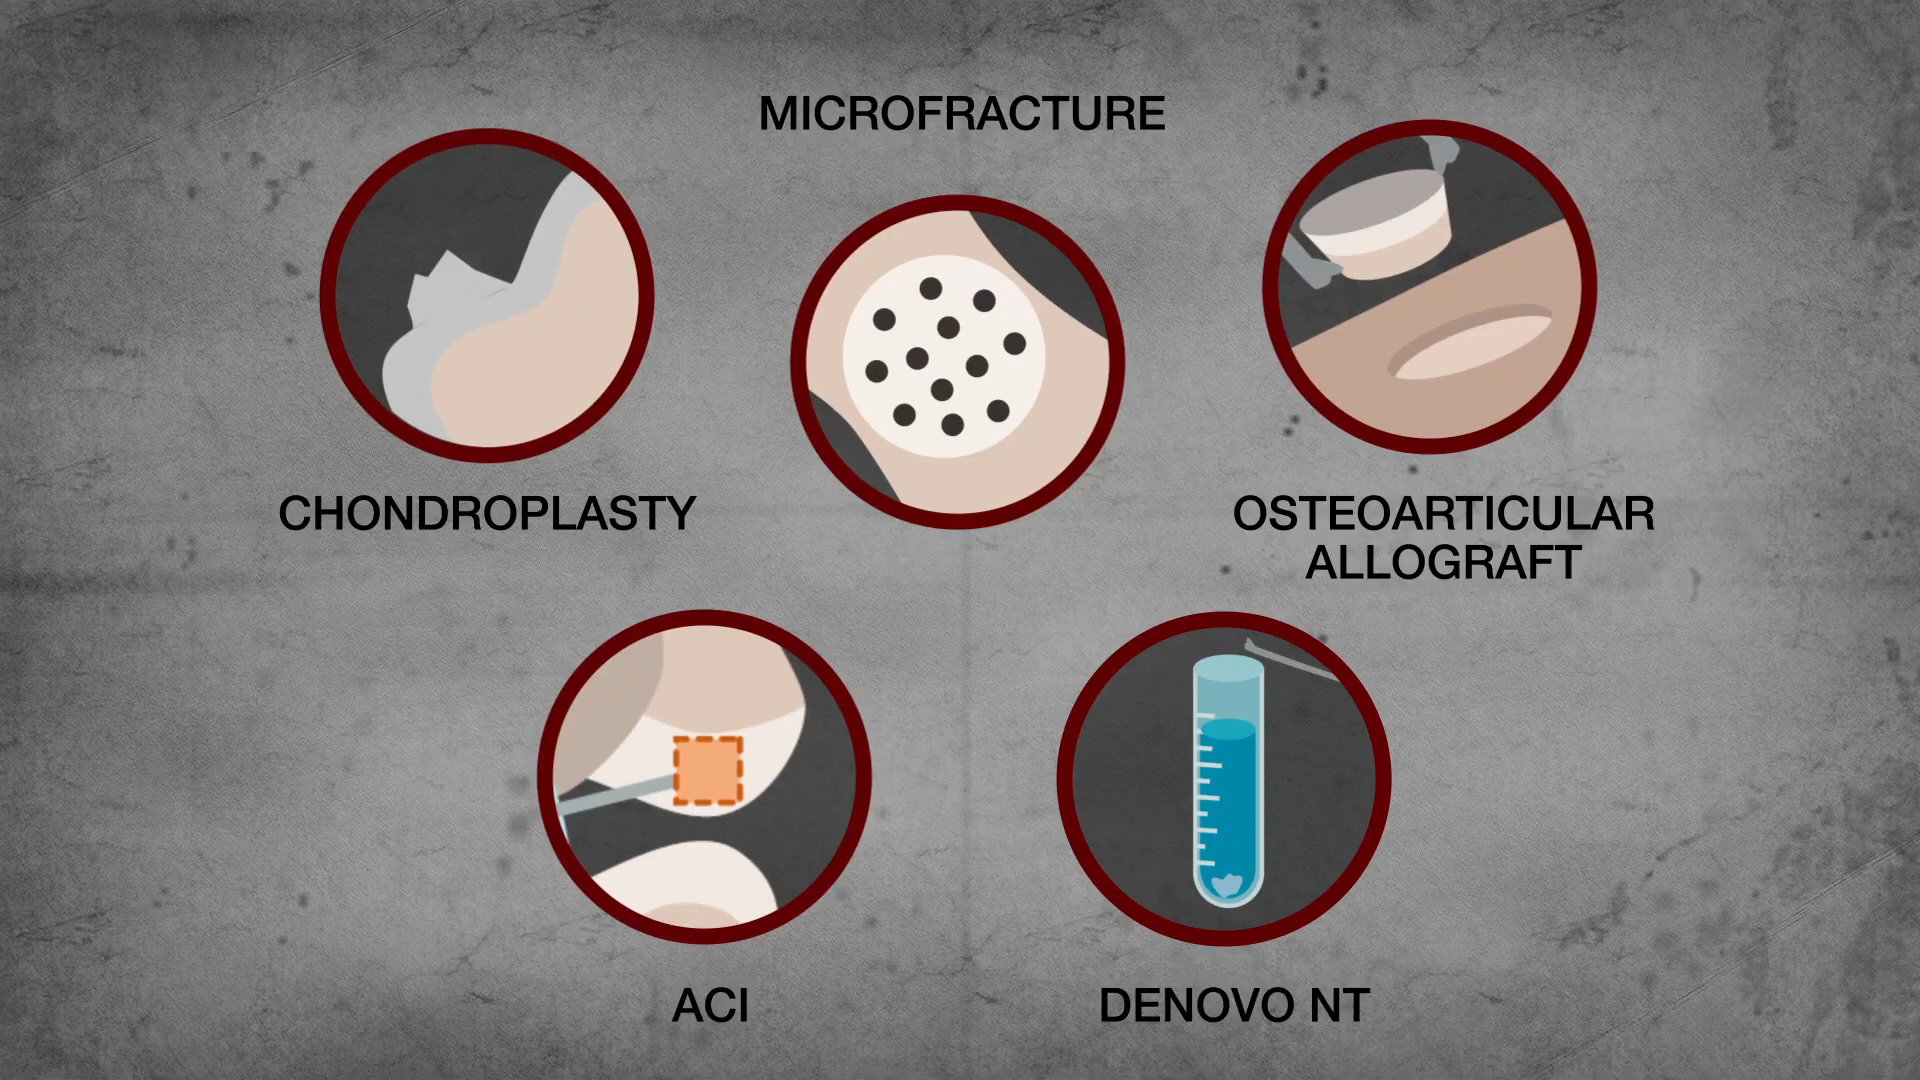 MICROFRACTURE
CHONDROPLASTY
OSTEOARTICULAR
ALLOGRAFT
ACI
DENOVO NT